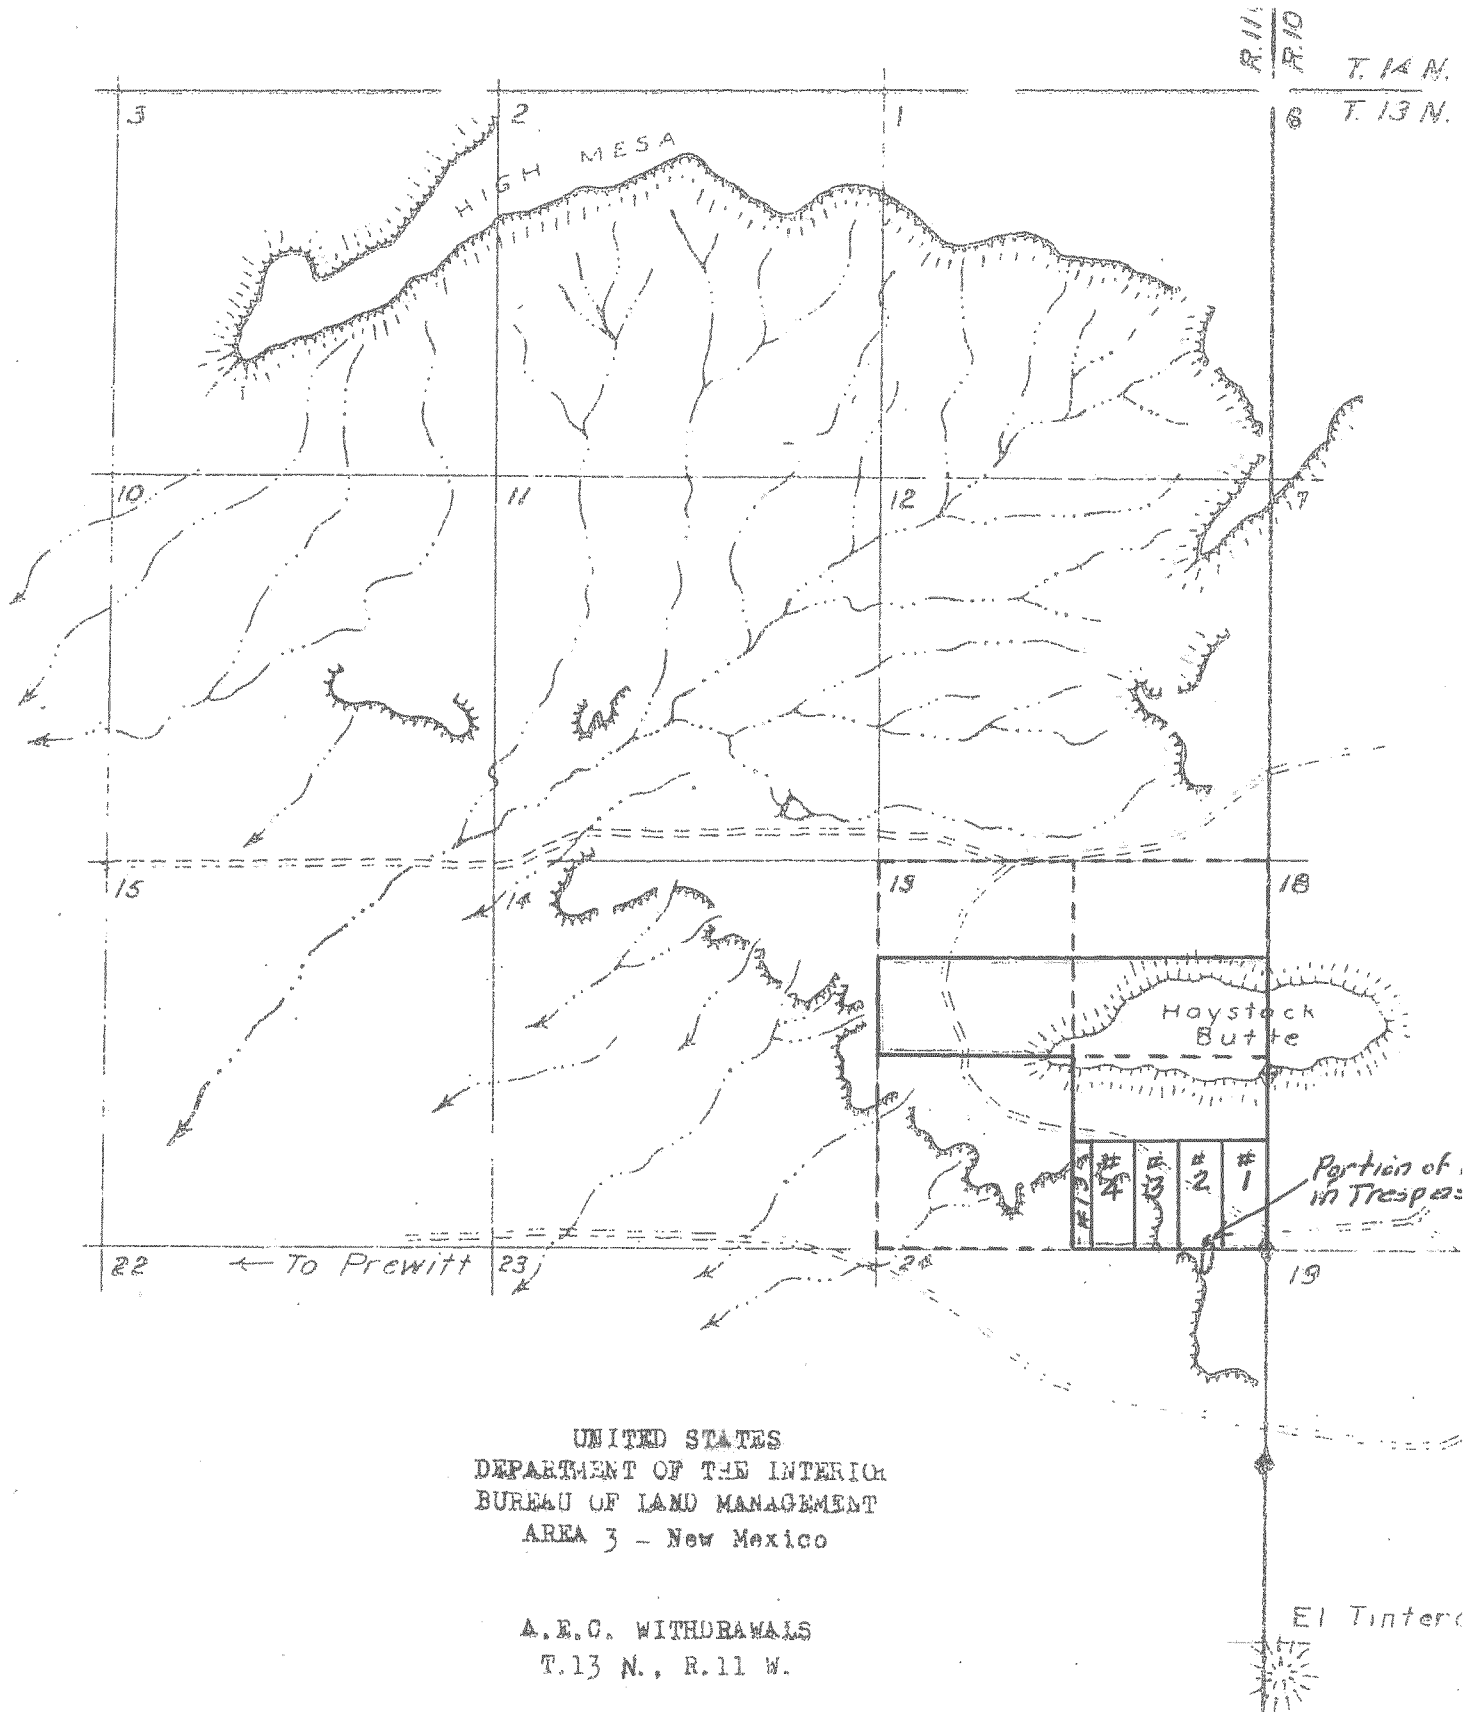 R.11
R.10
T. 14 N.
T. 13 N.
3
2
1
6
HIGH MESA
10
11
12
7
15
14
13
18
Haystack
Butte
#139
#4
#3
#2
#1
Portion of
in
22
← To Prewitt
23
24
19
UNITED STATES
DEPARTMENT OF THE INTERIOR
BUREAU OF LAND MANAGEMENT
AREA 3 - New Mexico
A.E.C. WITHDRAWALS
T.13 N., R.11 W.
El